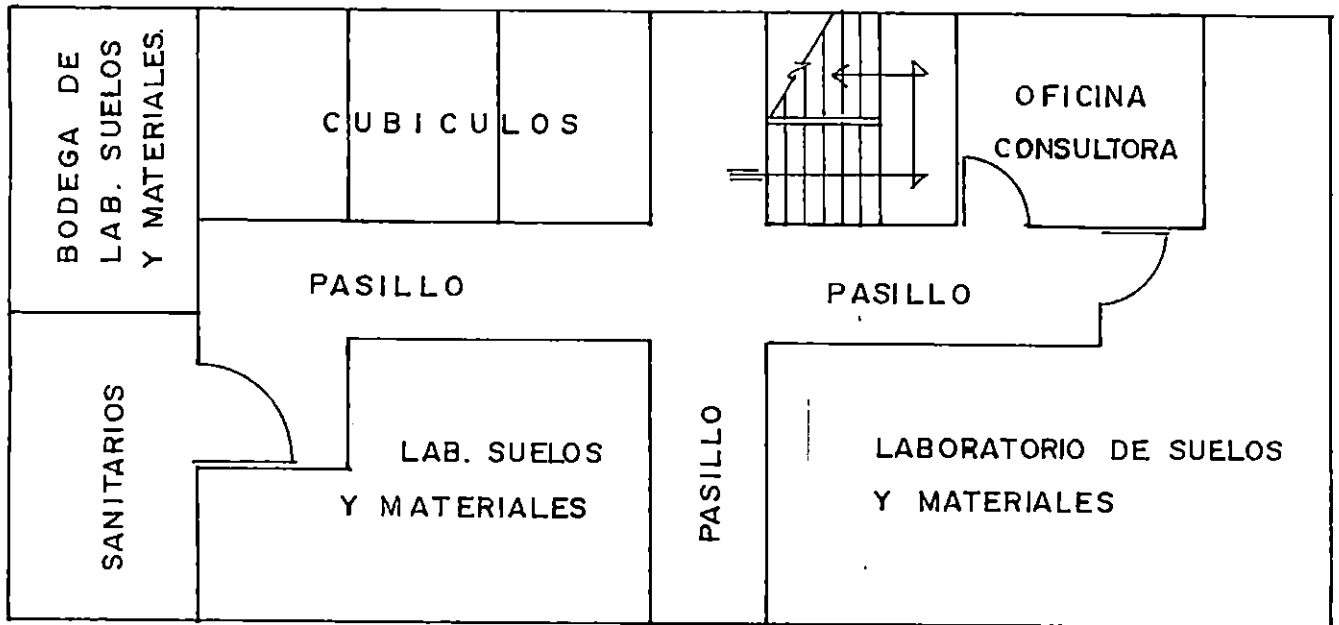 BODEGA DE
LAB. SUELOS
Y MATERIALES.
CUBICULOS
OFICINA
CONSULTORA
PASILLO
PASILLO
SANITARIOS
LAB. SUELOS
Y MATERIALES
PASILLO
LABORATORIO DE SUELOS
Y MATERIALES